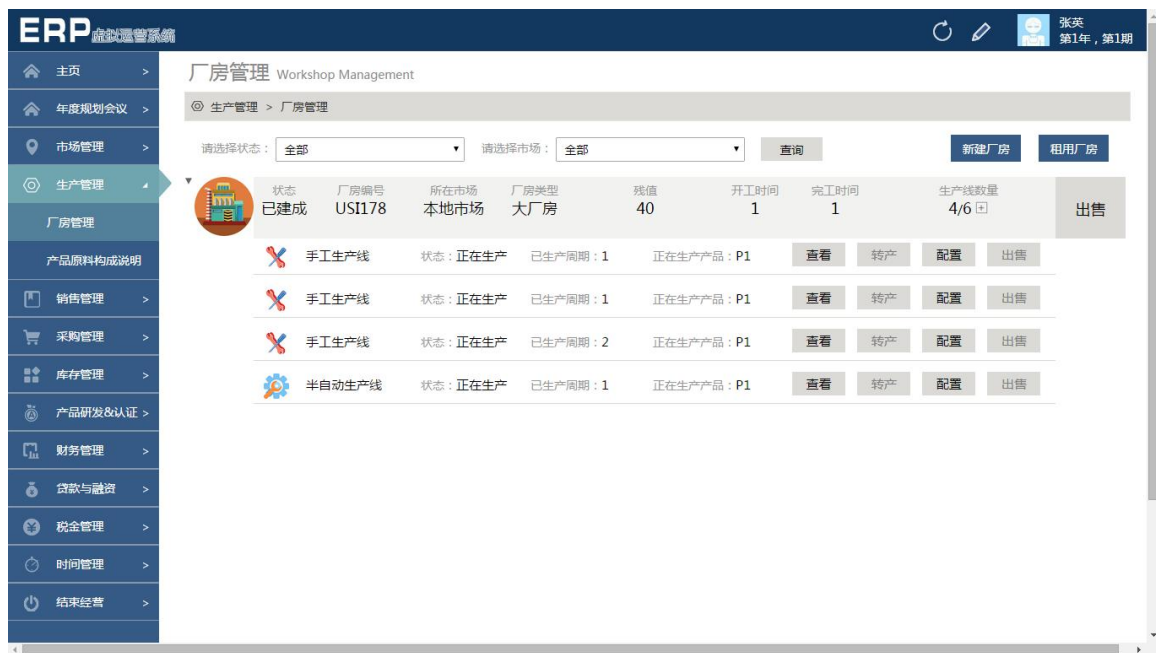 ERP虚拟运营系统
张英
第1年，第1期
主页 >
年度规划会议 >
市场管理 >
生产管理
厂房管理
产品原料构成说明
销售管理 >
采购管理 >
库存管理 >
产品研发&认证 >
财务管理 >
贷款与融资 >
税金管理 >
时间管理 >
结束经营 >
厂房管理 Workshop Management
生产管理 > 厂房管理
请选择状态： 全部 请选择市场： 全部 查询 新建厂房 租用厂房
状态 厂房编号 所在市场 厂房类型 残值 开工时间 完工时间 生产线数量
已建成 USI178 本地市场 大厂房 40 1 1 4/6 + 出售
手工生产线 状态：正在生产 已生产周期：1 正在生产产品：P1 查看 转产 配置 出售
手工生产线 状态：正在生产 已生产周期：1 正在生产产品：P1 查看 转产 配置 出售
手工生产线 状态：正在生产 已生产周期：2 正在生产产品：P1 查看 转产 配置 出售
半自动生产线 状态：正在生产 已生产周期：1 正在生产产品：P1 查看 转产 配置 出售